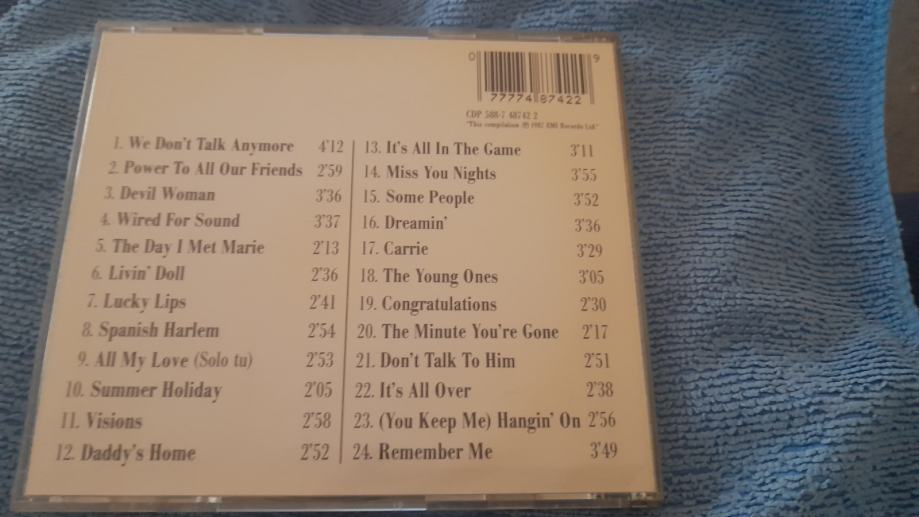 0 77774 87422 9
CDP 588-7 48742 2
"This compilation ℗ 1987 EMI Records Ltd."
1. We Don't Talk Anymore 4'12
2. Power To All Our Friends 2'59
3. Devil Woman 3'36
4. Wired For Sound 3'37
5. The Day I Met Marie 2'13
6. Livin' Doll 2'36
7. Lucky Lips 2'41
8. Spanish Harlem 2'54
9. All My Love (Solo tu) 2'53
10. Summer Holiday 2'05
11. Visions 2'58
12. Daddy's Home 2'52
13. It's All In The Game 3'11
14. Miss You Nights 3'55
15. Some People 3'52
16. Dreamin' 3'36
17. Carrie 3'29
18. The Young Ones 3'05
19. Congratulations 2'30
20. The Minute You're Gone 2'17
21. Don't Talk To Him 2'51
22. It's All Over 2'38
23. (You Keep Me) Hangin' On 2'56
24. Remember Me 3'49